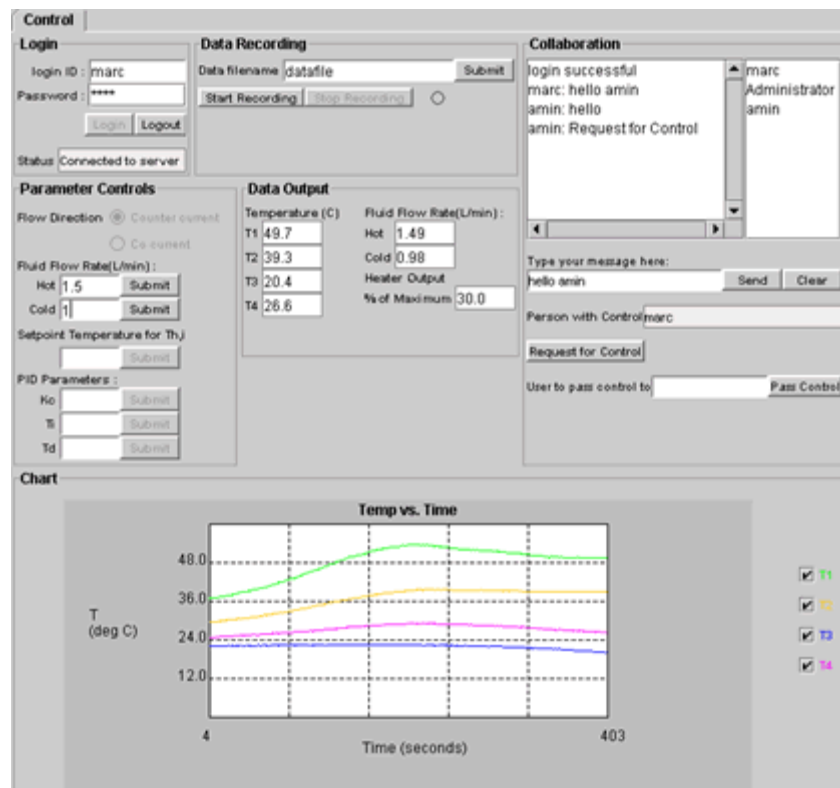 Control
Login
login ID : marc
Password : ****
Login Logout
Status Connected to server
Data Recording
Data filename datafile Submit
Start Recording Stop Recording
Collaboration
login successful
marc: hello amin
amin: hello
amin: Request for Control
marc
Administrator
amin
Type your message here:
hello amin Send Clear
Person with Control marc
Request for Control
User to pass control to Pass Control
Parameter Controls
Flow Direction Counter current
Co current
Fluid Flow Rate(L/min) :
Hot 1.5 Submit
Cold 1 Submit
Setpoint Temperature for Th,i
Submit
PID Parameters :
Kc Submit
Ti Submit
Td Submit
Data Output
Temperature (C)
T1 49.7
T2 39.3
T3 20.4
T4 26.6
Fluid Flow Rate(L/min) :
Hot 1.49
Cold 0.98
Heater Output
% of Maximum 30.0
Chart
Temp vs. Time
48.0
36.0
24.0
12.0
T
(deg C)
4 403
Time (seconds)
T1
T2
T3
T4